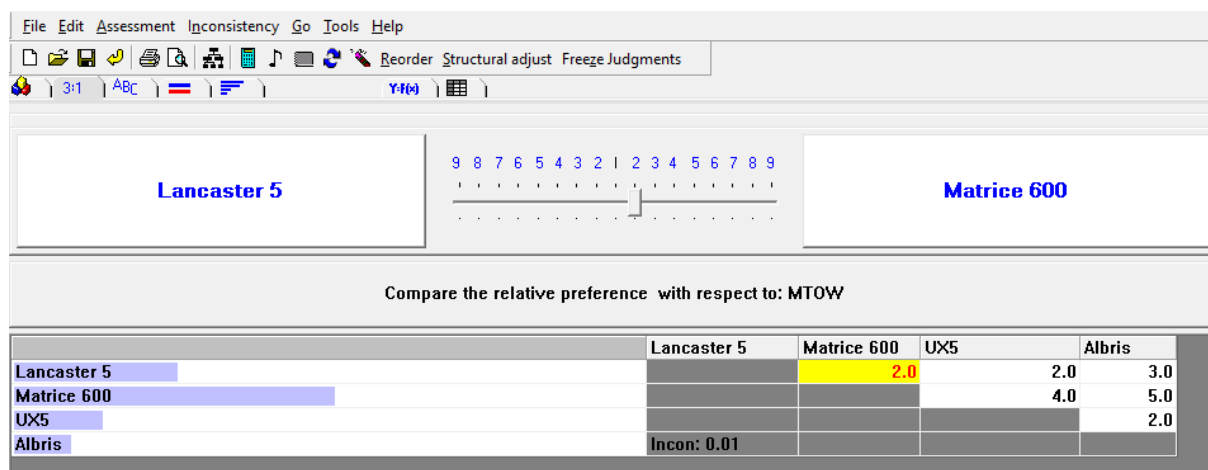 File Edit Assessment Inconsistency Go Tools Help
Reorder Structural adjust Freeze Judgments
3:1 ABC Y=F(x)
9 8 7 6 5 4 3 2 1 2 3 4 5 6 7 8 9
Lancaster 5 Matrice 600
Compare the relative preference with respect to: MTOW
Lancaster 5 Matrice 600 UX5 Albris
Lancaster 5 2.0 2.0 3.0
Matrice 600 4.0 5.0
UX5 2.0
Albris Incon: 0.01